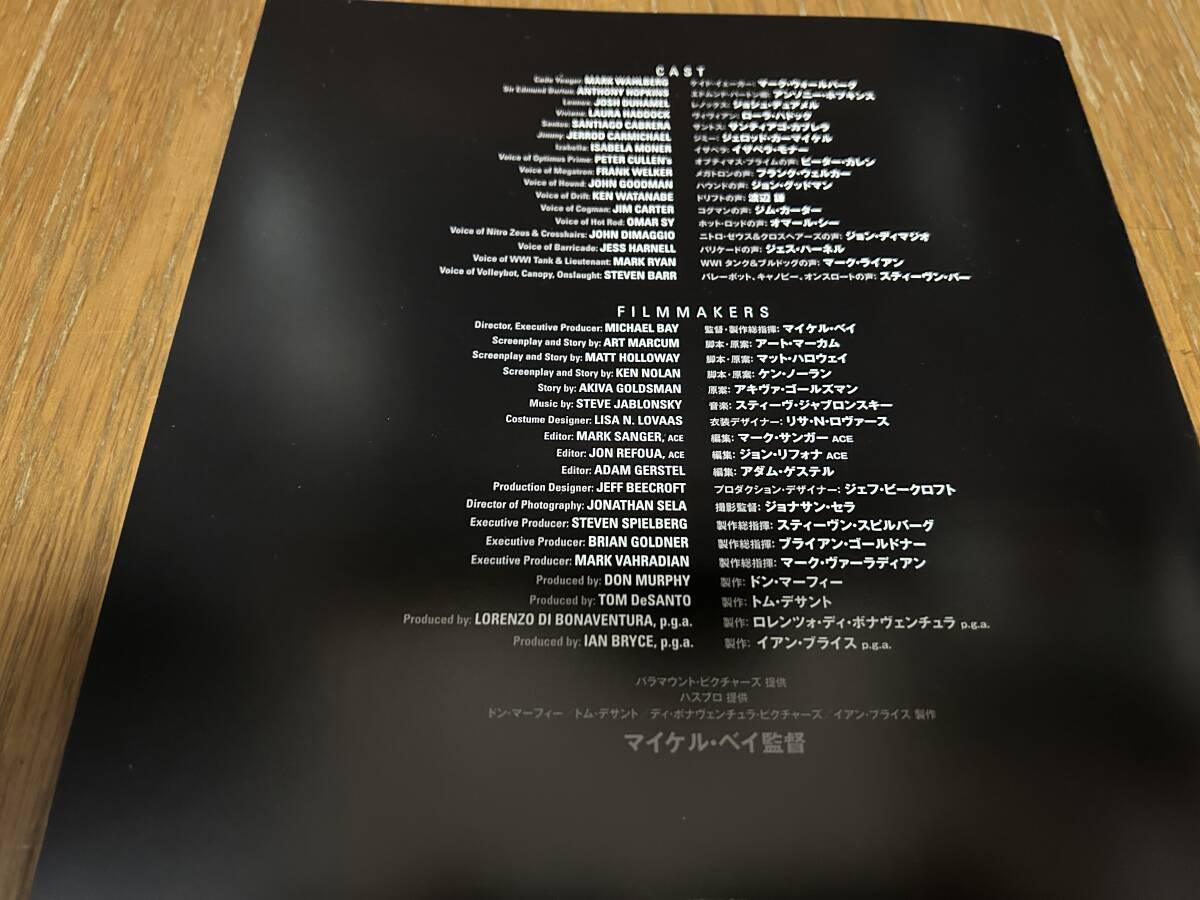 CAST
Cade Yeager: MARK WAHLBERG ケイド・イェーガー: マーク・ウォールバーグ
Sir Edmund Burton: ANTHONY HOPKINS エドムンド・バートン卿: アンソニー・ホプキンス
Lennox: JOSH DUHAMEL レノックス: ジョシュ・デュアメル
Viviane: LAURA HADDOCK ヴィヴィアン: ローラ・ハドック
Santos: SANTIAGO CABRERA サントス: サンティアゴ・カブレラ
Jimmy: JERROD CARMICHAEL ジミー: ジェロッド・カーマイケル
Izabella: ISABELA MONER イザベラ: イザベラ・モナー
Voice of Optimus Prime: PETER CULLEN's オプティマス・プライムの声: ピーター・カレン
Voice of Megatron: FRANK WELKER メガトロンの声: フランク・ウェルカー
Voice of Hound: JOHN GOODMAN ハウンドの声: ジョン・グッドマン
Voice of Drift: KEN WATANABE ドリフトの声: 渡辺 謙
Voice of Cogman: JIM CARTER コグマンの声: ジム・カーター
Voice of Hot Rod: OMAR SY ホット・ロッドの声: オマール・シー
Voice of Nitro Zeus & Crosshairs: JOHN DIMAGGIO ニトロ・ゼウス&クロスヘアーズの声: ジョン・ディマジオ
Voice of Barricade: JESS HARNELL バリケードの声: ジェス・ハーネル
Voice of WWI Tank & Lieutenant: MARK RYAN WWI タンク&ブルドッグの声: マーク・ライアン
Voice of Volleybot, Canopy, Onslaught: STEVEN BARR バレーボット、キャノピー、オンスロートの声: スティーヴン・バー
FILMMAKERS
Director, Executive Producer: MICHAEL BAY 監督・製作総指揮: マイケル・ベイ
Screenplay and Story by: ART MARCUM 脚本・原案: アート・マーカム
Screenplay and Story by: MATT HOLLOWAY 脚本・原案: マット・ハロウェイ
Screenplay and Story by: KEN NOLAN 脚本・原案: ケン・ノーラン
Story by: AKIVA GOLDSMAN 原案: アキヴァ・ゴールズマン
Music by: STEVE JABLONSKY 音楽: スティーヴ・ジャブロンスキー
Costume Designer: LISA N. LOVAAS 衣装デザイナー: リサ・N・ロヴァース
Editor: MARK SANGER, ACE 編集: マーク・サンガー ACE
Editor: JON REFOUA, ACE 編集: ジョン・リフォナ ACE
Editor: ADAM GERSTEL 編集: アダム・ゲステル
Production Designer: JEFF BEECROFT プロダクション・デザイナー: ジェフ・ビークロフト
Director of Photography: JONATHAN SELA 撮影監督: ジョナサン・セラ
Executive Producer: STEVEN SPIELBERG 製作総指揮: スティーヴン・スピルバーグ
Executive Producer: BRIAN GOLDNER 製作総指揮: ブライアン・ゴールドナー
Executive Producer: MARK VAHRADIAN 製作総指揮: マーク・ヴァーラディアン
Produced by: DON MURPHY 製作: ドン・マーフィー
Produced by: TOM DeSANTO 製作: トム・デサント
Produced by: LORENZO DI BONAVENTURA, p.g.a. 製作: ロレンツォ・ディ・ボナヴェンチュラ p.g.a.
Produced by: IAN BRYCE, p.g.a. 製作: イアン・ブライス p.g.a.
パラマウント・ピクチャーズ 提供
ハスブロ 提供
ドン・マーフィー/トム・デサント/ディ・ボナヴェンチュラ・ピクチャーズ/イアン・ブライス 製作
マイケル・ベイ監督